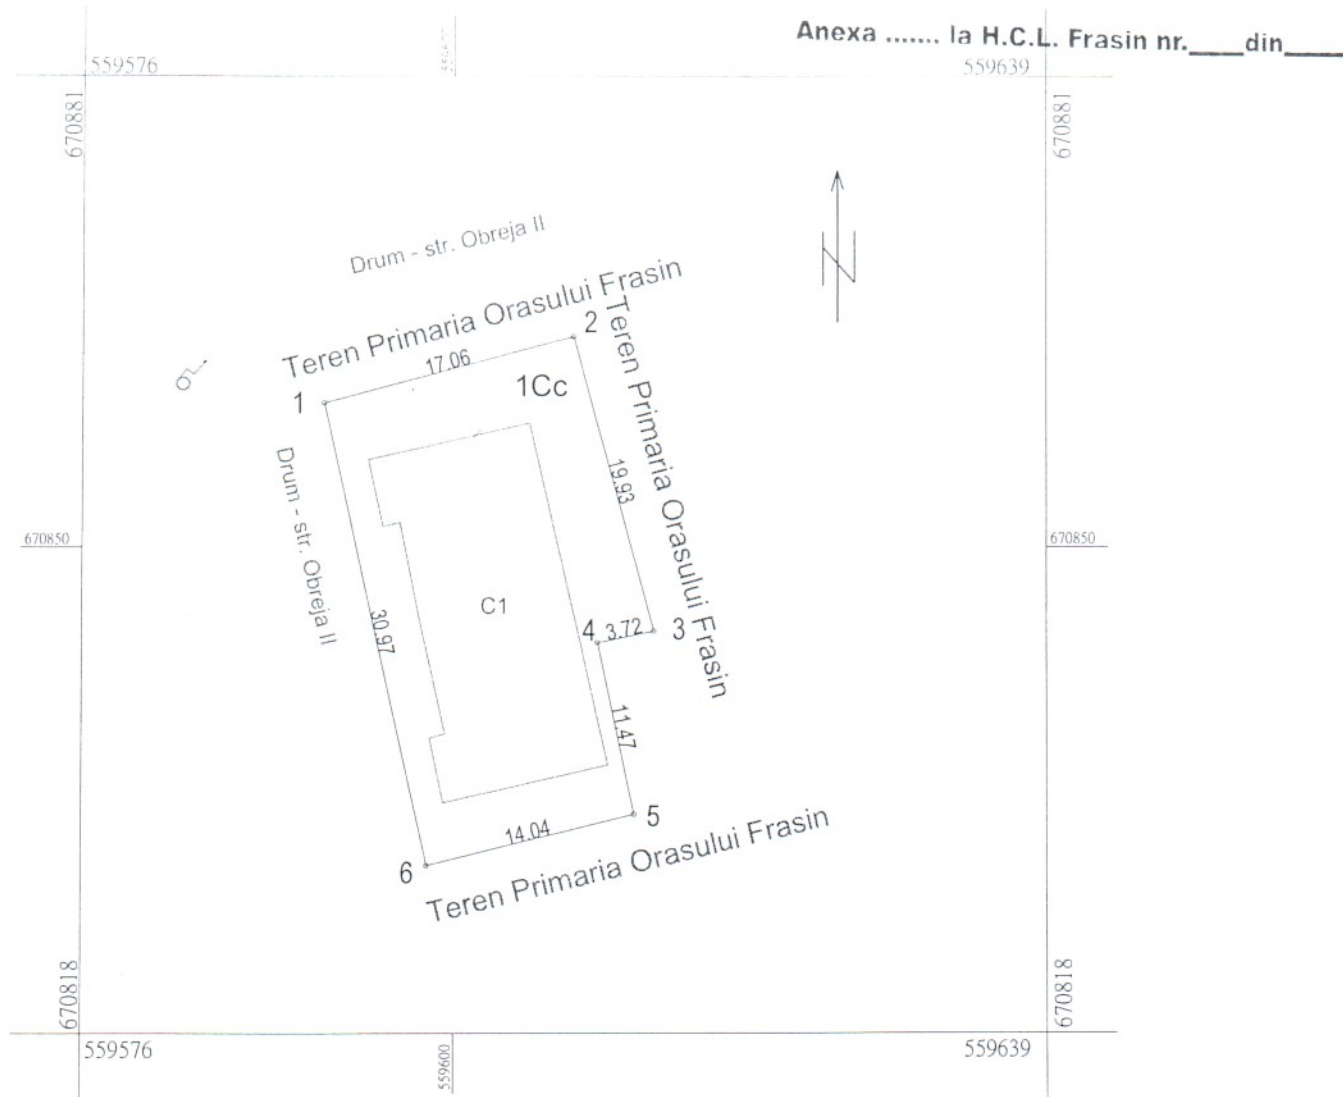 Anexa ....... la H.C.L. Frasin nr.____din_____
559576
559639
670881
670881
Drum - str. Obreja II
Teren Primaria Orasului Frasin
2
17.06
1Cc
1
Teren Primaria Orasului Frasin
Drum - str. Obreja II
19.93
670850
670850
C1
30.97
4
3.72
3
11.47
5
14.04
6
Teren Primaria Orasului Frasin
670818
670818
559576
559600
559639